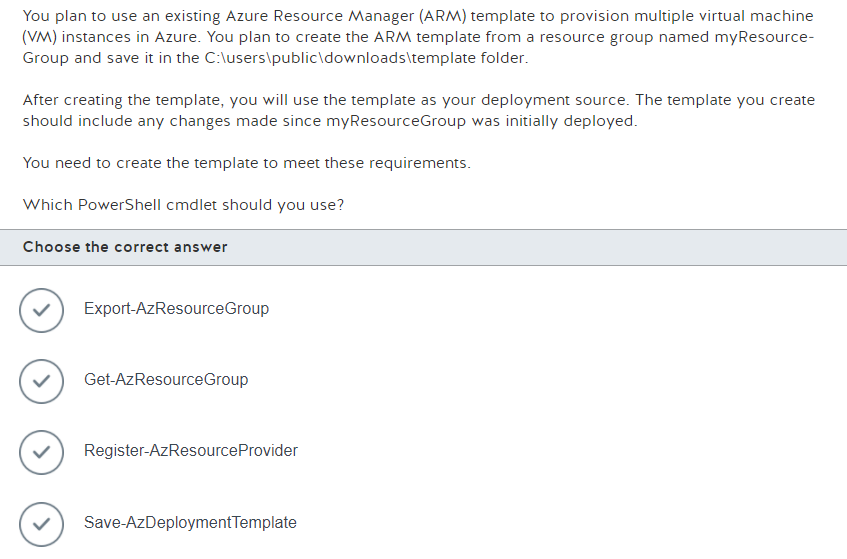 You plan to use an existing Azure Resource Manager (ARM) template to provision multiple virtual machine
(VM) instances in Azure. You plan to create the ARM template from a resource group named myResource-
Group and save it in the C:\users\public\downloads\template folder.
After creating the template, you will use the template as your deployment source. The template you create
should include any changes made since myResourceGroup was initially deployed.
You need to create the template to meet these requirements.
Which PowerShell cmdlet should you use?
Choose the correct answer
Export-AzResourceGroup
Get-AzResourceGroup
Register-AzResourceProvider
Save-AzDeploymentTemplate